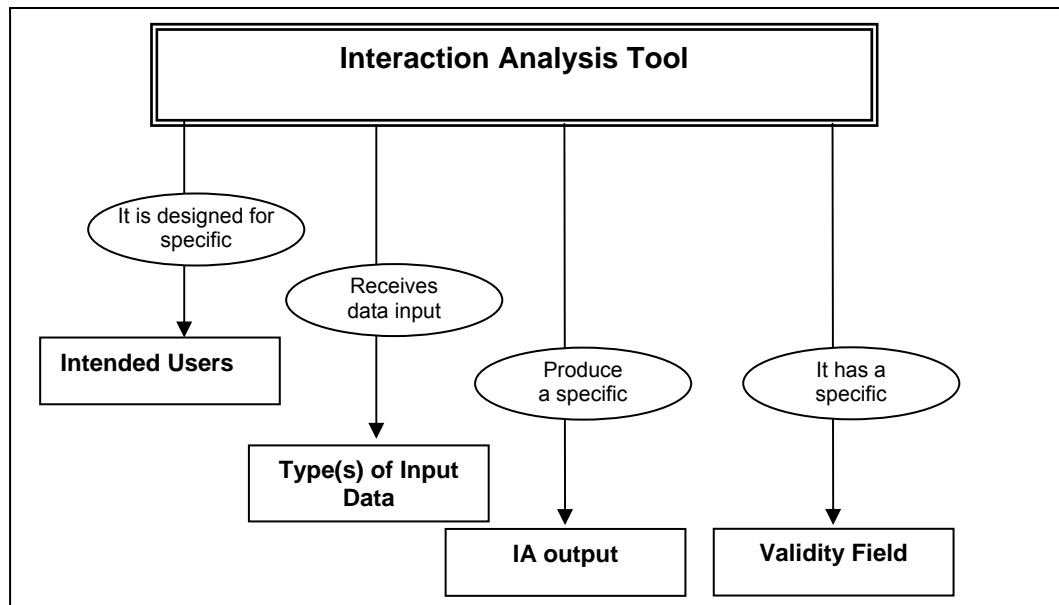 Interaction Analysis Tool
It is designed for
specific
Receives
data input
Intended Users
Produce
a specific
It has a
specific
Type(s) of Input
Data
IA output
Validity Field